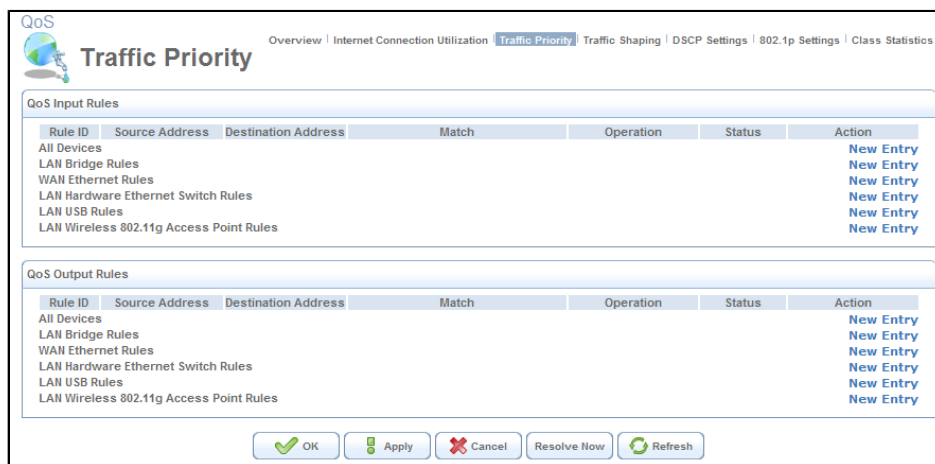 QoS
Traffic Priority
Overview | Internet Connection Utilization | Traffic Priority | Traffic Shaping | DSCP Settings | 802.1p Settings | Class Statistics
QoS Input Rules
Rule ID Source Address Destination Address Match Operation Status Action
All Devices New Entry
LAN Bridge Rules New Entry
WAN Ethernet Rules New Entry
LAN Hardware Ethernet Switch Rules New Entry
LAN USB Rules New Entry
LAN Wireless 802.11g Access Point Rules New Entry
QoS Output Rules
Rule ID Source Address Destination Address Match Operation Status Action
All Devices New Entry
LAN Bridge Rules New Entry
WAN Ethernet Rules New Entry
LAN Hardware Ethernet Switch Rules New Entry
LAN USB Rules New Entry
LAN Wireless 802.11g Access Point Rules New Entry
OK Apply Cancel Resolve Now Refresh